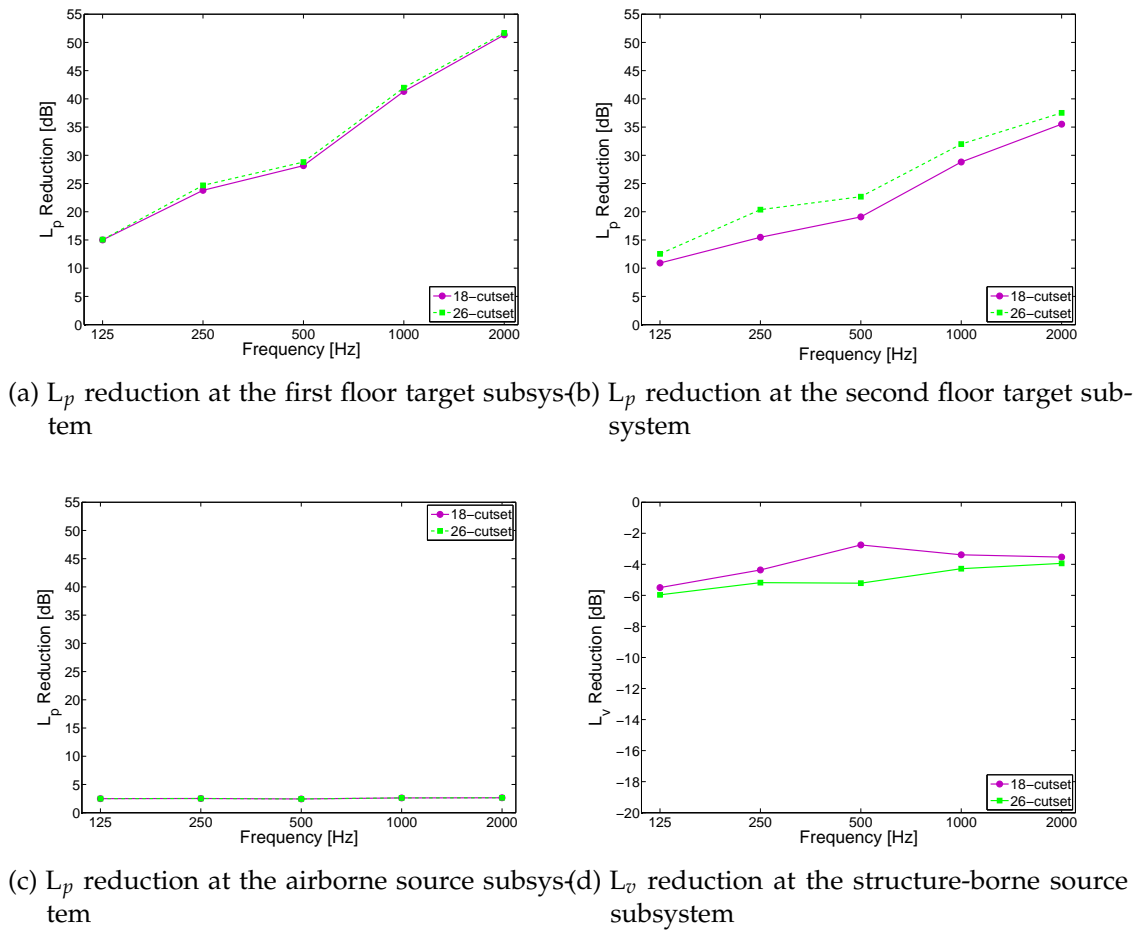 55
50
45
40
35
30
25
20
15
10
5
0
L_p Reduction [dB]
125 250 500 1000 2000
Frequency [Hz]
18−cutset
26−cutset
55
50
45
40
35
30
25
20
15
10
5
0
L_p Reduction [dB]
125 250 500 1000 2000
Frequency [Hz]
18−cutset
26−cutset
(a) L_p reduction at the first floor target subsys-
tem
(b) L_p reduction at the second floor target sub-
system
55
50
45
40
35
30
25
20
15
10
5
0
L_p Reduction [dB]
125 250 500 1000 2000
Frequency [Hz]
18−cutset
26−cutset
0
−2
−4
−6
−8
−10
−12
−14
−16
−18
−20
L_v Reduction [dB]
125 250 500 1000 2000
Frequency [Hz]
18−cutset
26−cutset
(c) L_p reduction at the airborne source subsys-
tem
(d) L_v reduction at the structure-borne source
subsystem